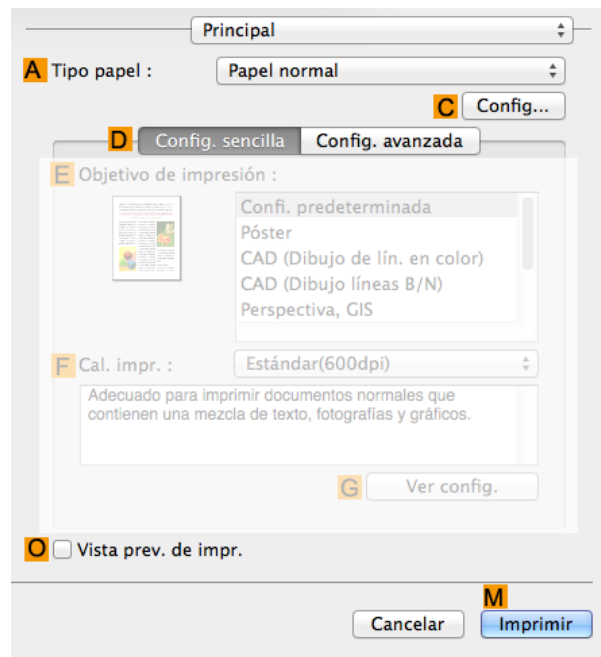 Principal
A Tipo papel : Papel normal
C Config...
D Config. sencilla Config. avanzada
E Objetivo de impresión :
Confi. predeterminada
Póster
CAD (Dibujo de lín. en color)
CAD (Dibujo líneas B/N)
Perspectiva, GIS
F Cal. impr. : Estándar(600dpi)
Adecuado para imprimir documentos normales que
contienen una mezcla de texto, fotografías y gráficos.
G Ver config.
O Vista prev. de impr.
M
Cancelar Imprimir